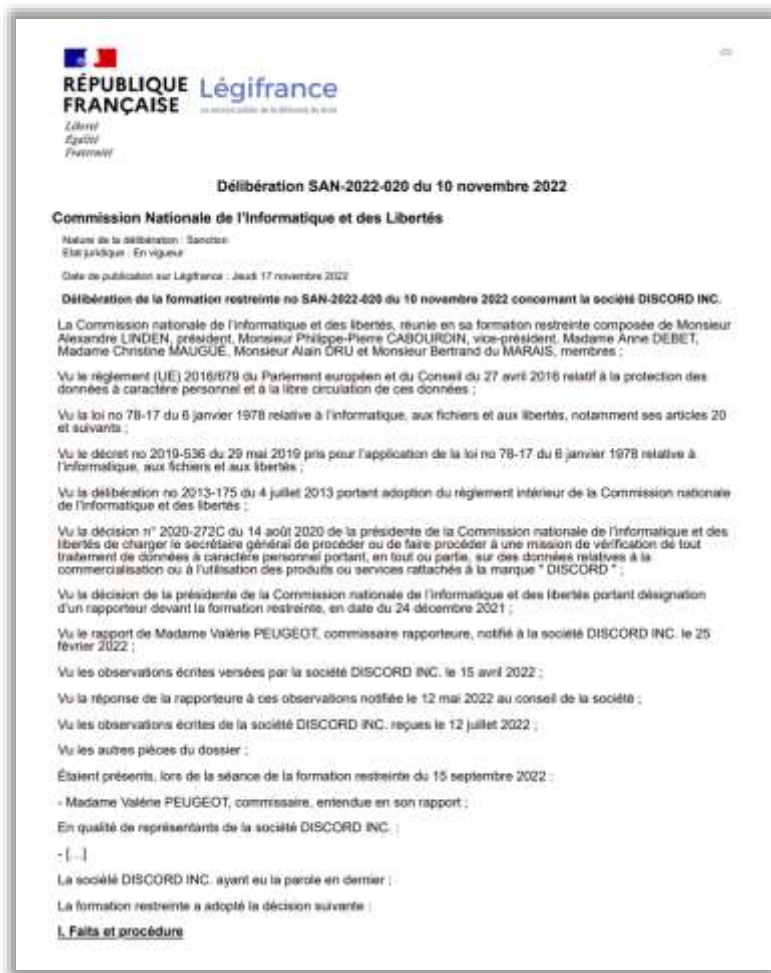 RÉPUBLIQUE
FRANÇAISE
Liberté
Égalité
Fraternité
Légifrance
Le service public de la diffusion du droit
Délibération SAN-2022-020 du 10 novembre 2022
Commission Nationale de l'Informatique et des Libertés
Nature de la délibération : Sanction
Etat juridique : En vigueur
Date de publication sur Légifrance : Jeudi 17 novembre 2022
Délibération de la formation restreinte no SAN-2022-020 du 10 novembre 2022 concernant la société DISCORD INC.
La Commission nationale de l'informatique et des libertés, réunie en sa formation restreinte composée de Monsieur
Alexandre LINDEN, président, Monsieur Philippe-Pierre CABOURDIN, vice-président, Madame Anne DEBET,
Madame Christine MAUGÜE, Monsieur Alain DRU et Monsieur Bertrand du MARAIS, membres ;
Vu le règlement (UE) 2016/679 du Parlement européen et du Conseil du 27 avril 2016 relatif à la protection des
données à caractère personnel et à la libre circulation de ces données ;
Vu la loi no 78-17 du 6 janvier 1978 relative à l'informatique, aux fichiers et aux libertés, notamment ses articles 20
et suivants ;
Vu le décret no 2019-536 du 29 mai 2019 pris pour l'application de la loi no 78-17 du 6 janvier 1978 relative à
l'informatique, aux fichiers et aux libertés ;
Vu la délibération no 2013-175 du 4 juillet 2013 portant adoption du règlement intérieur de la Commission nationale
de l'informatique et des libertés ;
Vu la décision n° 2020-272C du 14 août 2020 de la présidente de la Commission nationale de l'informatique et des
libertés de charger le secrétaire général de procéder ou de faire procéder à une mission de vérification de tout
traitement de données à caractère personnel portant, en tout ou partie, sur des données relatives à la
commercialisation ou à l'utilisation des produits ou services rattachés à la marque " DISCORD " ;
Vu la décision de la présidente de la Commission nationale de l'informatique et des libertés portant désignation
d'un rapporteur devant la formation restreinte, en date du 24 décembre 2021 ;
Vu le rapport de Madame Valérie PEUGEOT, commissaire rapporteure, notifié à la société DISCORD INC. le 25
février 2022 ;
Vu les observations écrites versées par la société DISCORD INC. le 15 avril 2022 ;
Vu la réponse de la rapporteure à ces observations notifiée le 12 mai 2022 au conseil de la société ;
Vu les observations écrites de la société DISCORD INC. reçues le 12 juillet 2022 ;
Vu les autres pièces du dossier ;
Étaient présents, lors de la séance de la formation restreinte du 15 septembre 2022 :
- Madame Valérie PEUGEOT, commissaire, entendue en son rapport ;
En qualité de représentants de la société DISCORD INC. :
- [...]
La société DISCORD INC. ayant eu la parole en dernier ;
La formation restreinte a adopté la décision suivante :
I. Faits et procédure